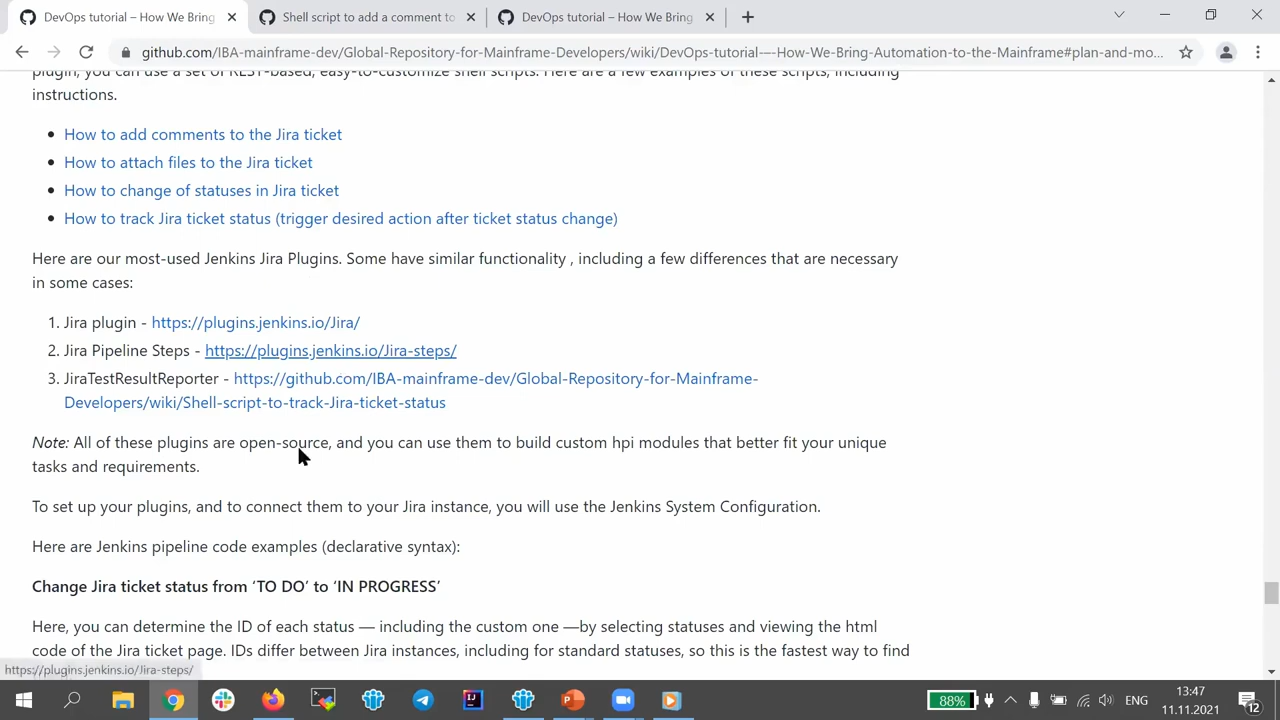 DevOps tutorial – How We Bring
Shell script to add a comment to
DevOps tutorial – How We Bring
github.com/IBA-mainframe-dev/Global-Repository-for-Mainframe-Developers/wiki/DevOps-tutorial-–-How-We-Bring-Automation-to-the-Mainframe#plan-and-mo...
plugin, you can use a set of REST-based, easy-to-customize shell scripts. Here are a few examples of these scripts, including
instructions.
• How to add comments to the Jira ticket
• How to attach files to the Jira ticket
• How to change of statuses in Jira ticket
• How to track Jira ticket status (trigger desired action after ticket status change)
Here are our most-used Jenkins Jira Plugins. Some have similar functionality , including a few differences that are necessary
in some cases:
1. Jira plugin - https://plugins.jenkins.io/Jira/
2. Jira Pipeline Steps - https://plugins.jenkins.io/Jira-steps/
3. JiraTestResultReporter - https://github.com/IBA-mainframe-dev/Global-Repository-for-Mainframe-
Developers/wiki/Shell-script-to-track-Jira-ticket-status
Note: All of these plugins are open-source, and you can use them to build custom hpi modules that better fit your unique
tasks and requirements.
To set up your plugins, and to connect them to your Jira instance, you will use the Jenkins System Configuration.
Here are Jenkins pipeline code examples (declarative syntax):
Change Jira ticket status from ‘TO DO’ to ‘IN PROGRESS’
Here, you can determine the ID of each status — including the custom one —by selecting statuses and viewing the html
code of the Jira ticket page. IDs differ between Jira instances, including for standard statuses, so this is the fastest way to find
https://plugins.jenkins.io/Jira-steps/
88%
ENG
13:47
11.11.2021
12